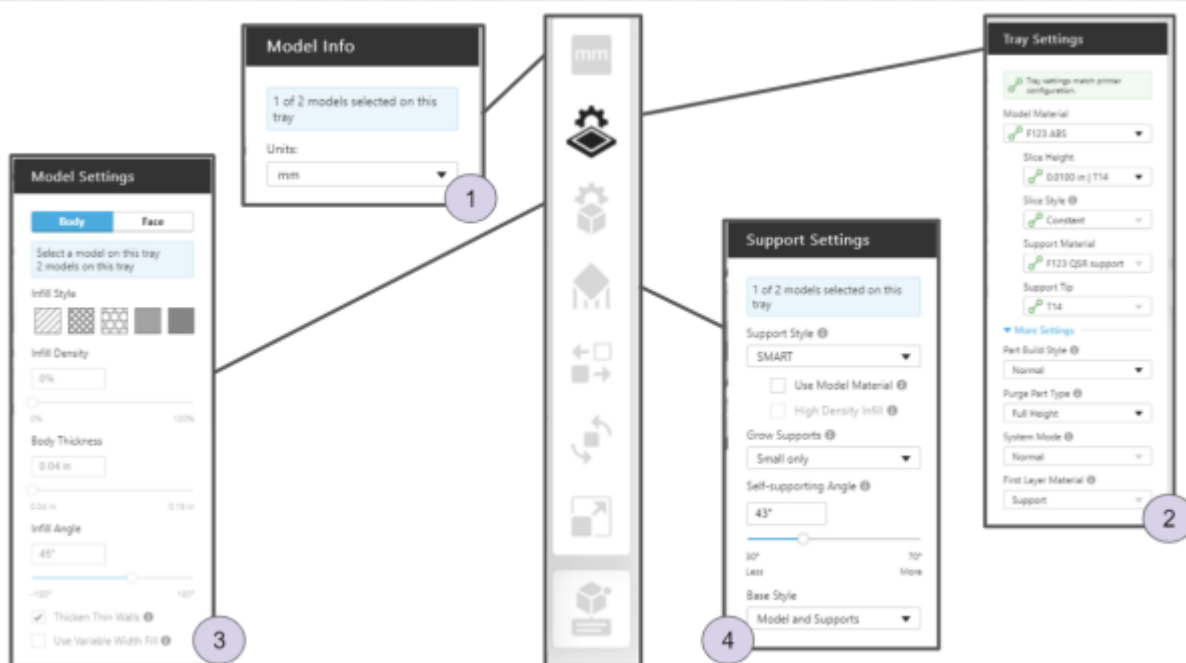 Model Info
1 of 2 models selected on this
tray
Units:
mm
1
mm
Tray Settings
Tray settings match printer
configuration.
Model Material
F123 ABS
Slice Height
0.0100 in | T14
Slice Style
Constant
Support Material
F123 QSR support
Support Tip
T14
More Settings
Part Build Style
Normal
Purge Part Type
Full Height
System Mode
Normal
First Layer Material
Support
2
Model Settings
Body Face
Select a model on this tray
2 models on this tray
Infill Style
Infill Density
0%
0% 100%
Body Thickness
0.04 in
0.04 in 0.18 in
Infill Angle
45°
-180° 180°
Thicken Thin Walls
Use Variable Width Fill
3
Support Settings
1 of 2 models selected on this
tray
Support Style
SMART
Use Model Material
High Density Infill
Grow Supports
Small only
Self-supporting Angle
43°
30° 70°
Less More
Base Style
Model and Supports
4